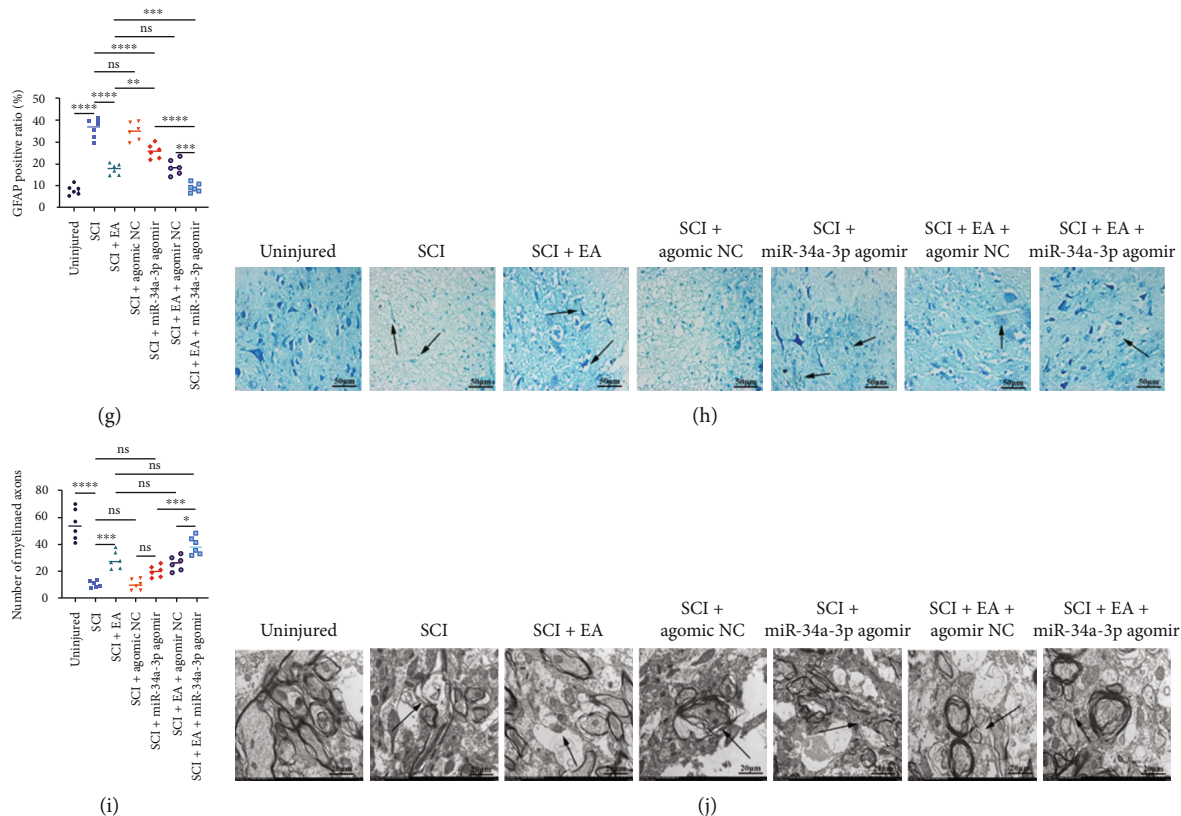 ***
ns
****
ns
**
****
****
****
***
GFAP positive ratio (%)
50
40
30
20
10
0
Uninjured
SCI
SCI + EA
SCI + agomic NC
SCI + miR-34a-3p agomir
SCI + EA + agomir NC
SCI + EA + miR-34a-3p agomir
(g)
Uninjured
SCI
SCI + EA
SCI +
agomic NC
SCI +
miR-34a-3p agomir
SCI + EA +
agomir NC
SCI + EA +
miR-34a-3p agomir
50μm
50μm
50μm
50μm
50μm
50μm
50μm
(h)
ns
ns
****
ns
***
ns
*
***
ns
Number of myelinaed axons
80
60
40
20
0
Uninjured
SCI
SCI + EA
SCI + agomic NC
SCI + miR-34a-3p agomir
SCI + EA + agomir NC
SCI + EA + miR-34a-3p agomir
(i)
Uninjured
SCI
SCI + EA
SCI +
agomic NC
SCI +
miR-34a-3p agomir
SCI + EA +
agomir NC
SCI + EA +
miR-34a-3p agomir
20μm
20μm
20μm
20μm
20μm
20μm
20μm
(j)